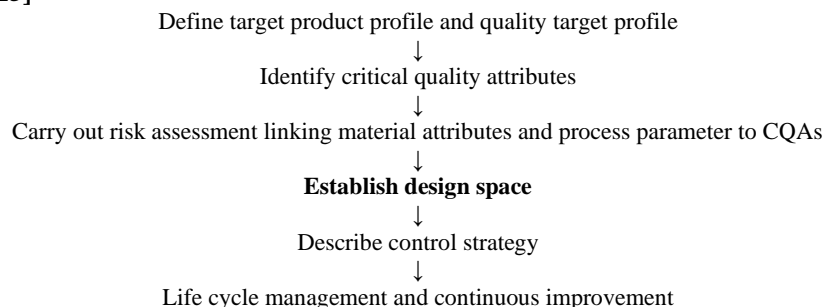 Define target product profile and quality target profile
↓
Identify critical quality attributes
↓
Carry out risk assessment linking material attributes and process parameter to CQAs
↓
Establish design space
↓
Describe control strategy
↓
Life cycle management and continuous improvement